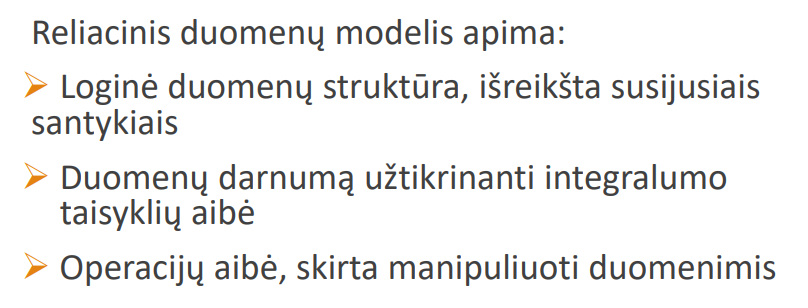 Reliacinis duomenų modelis apima:
Loginė duomenų struktūra, išreikšta susijusiais
santykiais
Duomenų darnumą užtikrinanti integralumo
taisyklių aibė
Operacijų aibė, skirta manipuliuoti duomenimis